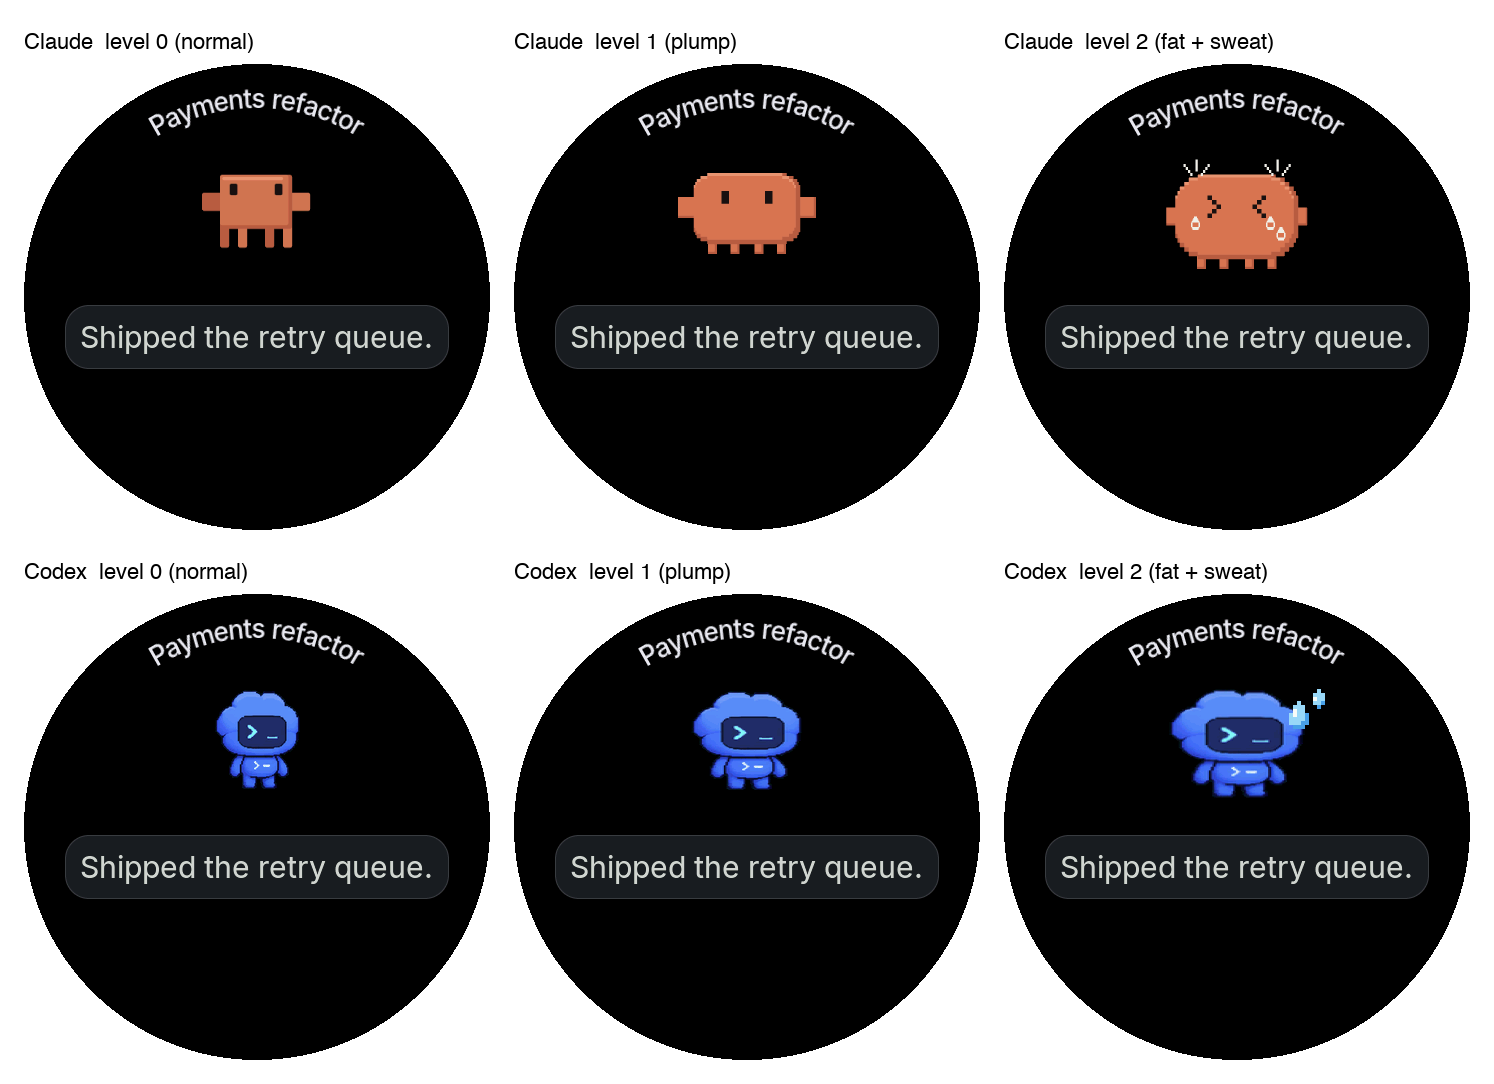 Claude  level 0 (normal)
Claude  level 1 (plump)
Claude  level 2 (fat + sweat)
Payments refactor
Payments refactor
Payments refactor
Shipped the retry queue.
Shipped the retry queue.
Shipped the retry queue.
Codex  level 0 (normal)
Codex  level 1 (plump)
Codex  level 2 (fat + sweat)
Payments refactor
Payments refactor
Payments refactor
Shipped the retry queue.
Shipped the retry queue.
Shipped the retry queue.